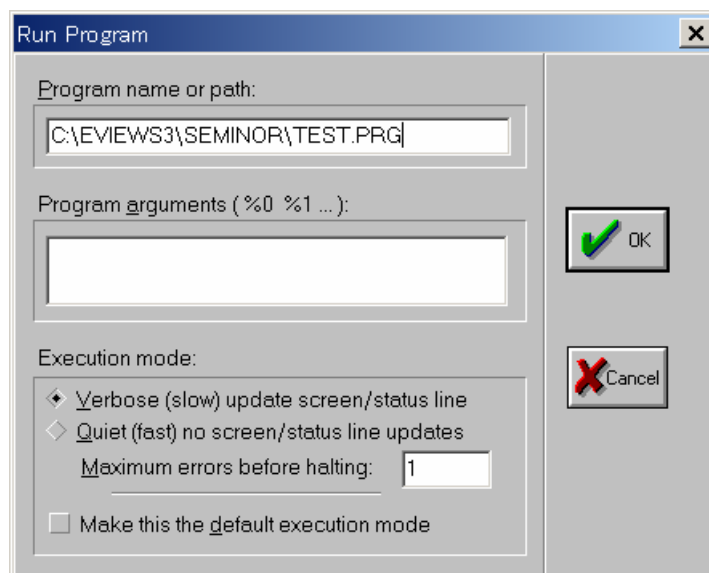 Run Program
Program name or path:
C:\EVIEWS3\SEMINOR\TEST.PRG
Program arguments ( %0 %1 ... ):
OK
Execution mode:
Cancel
Verbose (slow) update screen/status line
Quiet (fast) no screen/status line updates
Maximum errors before halting: 1
Make this the default execution mode